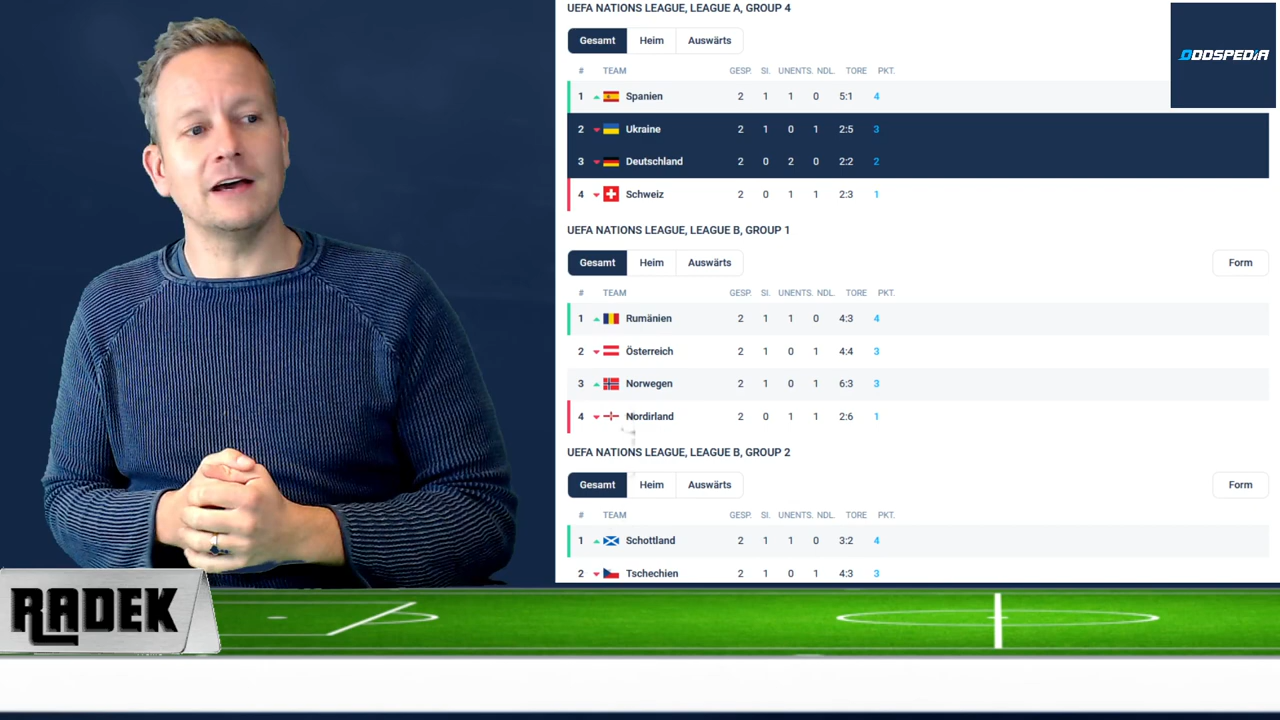 UEFA NATIONS LEAGUE, LEAGUE A, GROUP 4
ODDSPEDIA
Gesamt Heim Auswärts
# TEAM GESP. SI. UNENTS. NDL. TORE PKT.
1 Spanien 2 1 1 0 5:1 4
2 Ukraine 2 1 0 1 2:5 3
3 Deutschland 2 0 2 0 2:2 2
4 Schweiz 2 0 1 1 2:3 1
UEFA NATIONS LEAGUE, LEAGUE B, GROUP 1
Gesamt Heim Auswärts Form
# TEAM GESP. SI. UNENTS. NDL. TORE PKT.
1 Rumänien 2 1 1 0 4:3 4
2 Österreich 2 1 0 1 4:4 3
3 Norwegen 2 1 0 1 6:3 3
4 Nordirland 2 0 1 1 2:6 1
UEFA NATIONS LEAGUE, LEAGUE B, GROUP 2
Gesamt Heim Auswärts Form
# TEAM GESP. SI. UNENTS. NDL. TORE PKT.
1 Schottland 2 1 1 0 3:2 4
2 Tschechien 2 1 0 1 4:3 3
RADEK